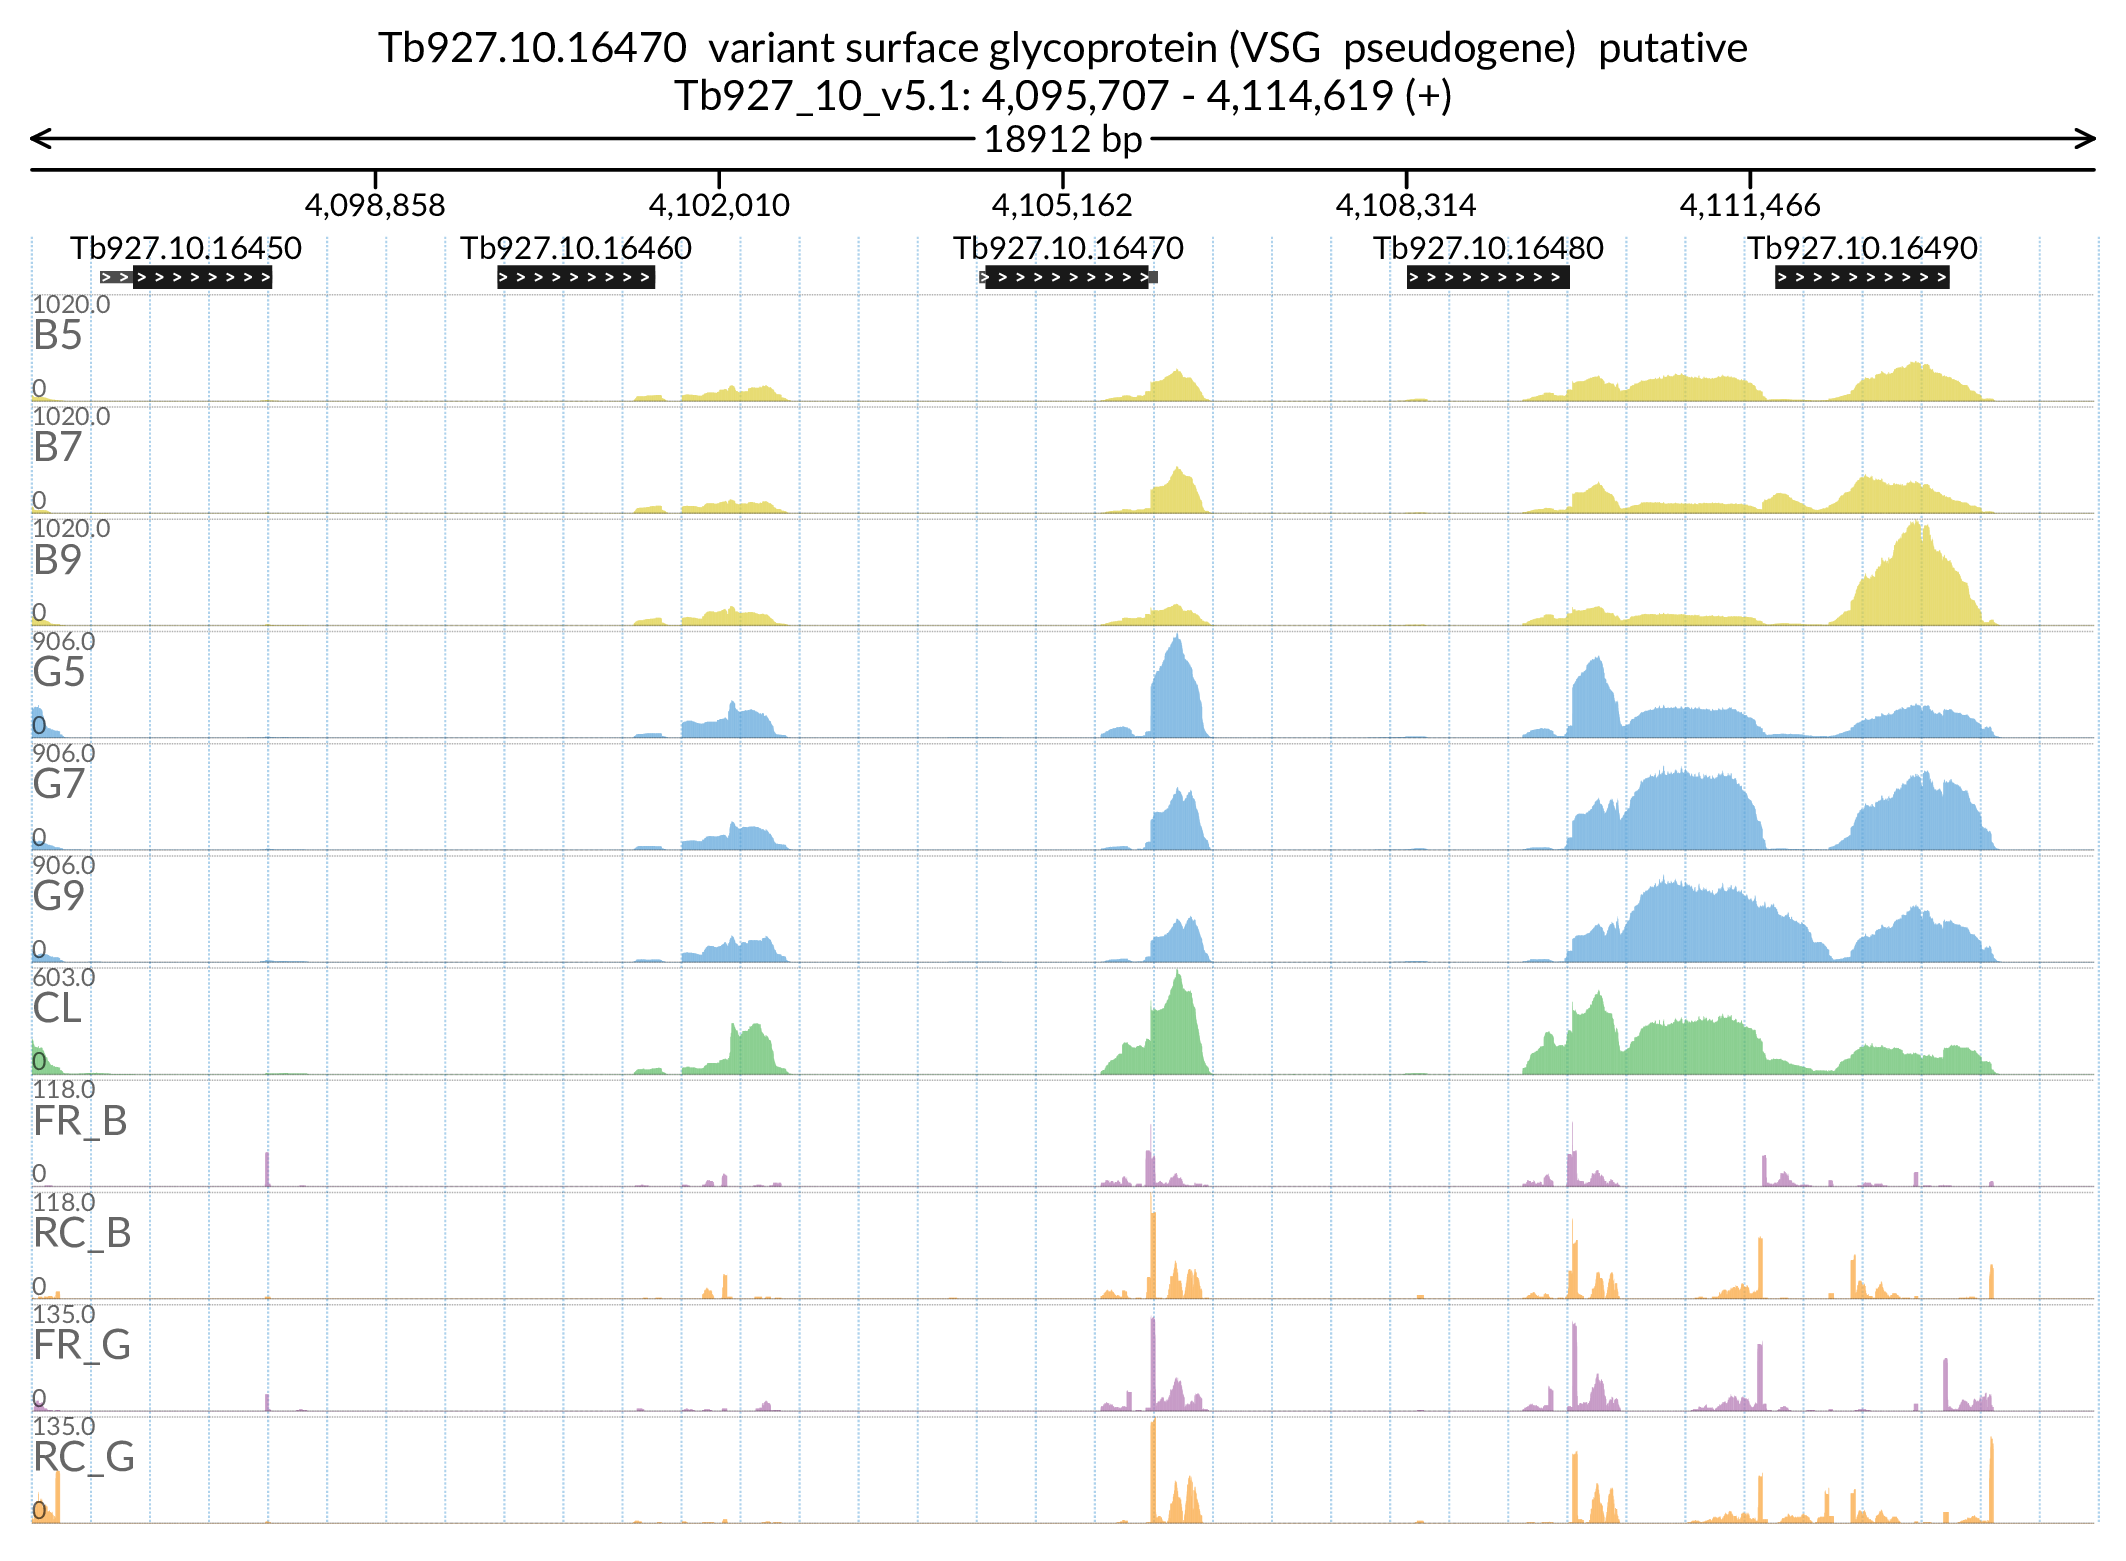 Tb927.10.16470  variant surface glycoprotein (VSG  pseudogene)  putative
Tb927_10_v5.1: 4,095,707 - 4,114,619 (+)
18912 bp
4,098,858 4,102,010 4,105,162 4,108,314 4,111,466
Tb927.10.16450 Tb927.10.16460 Tb927.10.16470 Tb927.10.16480 Tb927.10.16490
1020.0
B5
0
1020.0
B7
0
1020.0
B9
0
906.0
G5
0
906.0
G7
0
906.0
G9
0
603.0
CL
0
118.0
FR_B
0
118.0
RC_B
0
135.0
FR_G
0
135.0
RC_G
0